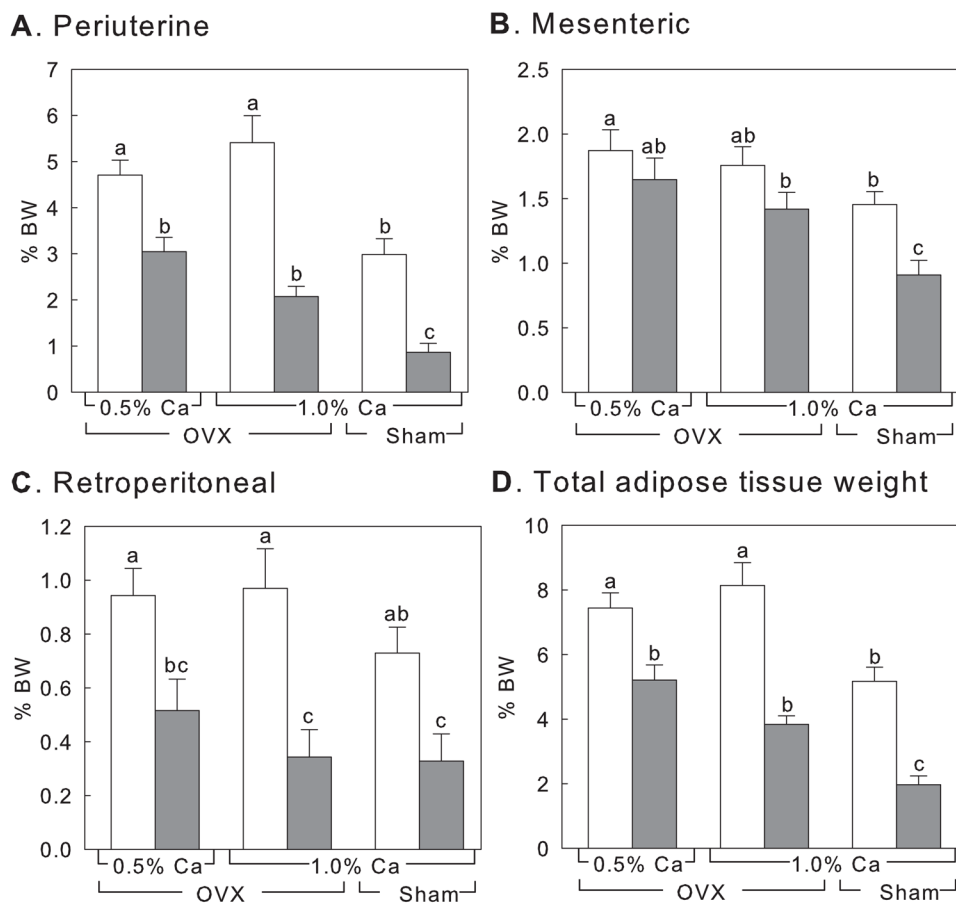 A. Periuterine
7
6
5
4
3
2
1
0
% BW
a
b
a
b
b
c
0.5% Ca
1.0% Ca
OVX
Sham
B. Mesenteric
2.5
2.0
1.5
1.0
0.5
0.0
% BW
a
ab
ab
b
b
c
0.5% Ca
1.0% Ca
OVX
Sham
C. Retroperitoneal
1.2
1.0
0.8
0.6
0.4
0.2
0.0
% BW
a
bc
a
c
ab
c
0.5% Ca
1.0% Ca
OVX
Sham
D. Total adipose tissue weight
10
8
6
4
2
0
% BW
a
b
a
b
b
c
0.5% Ca
1.0% Ca
OVX
Sham